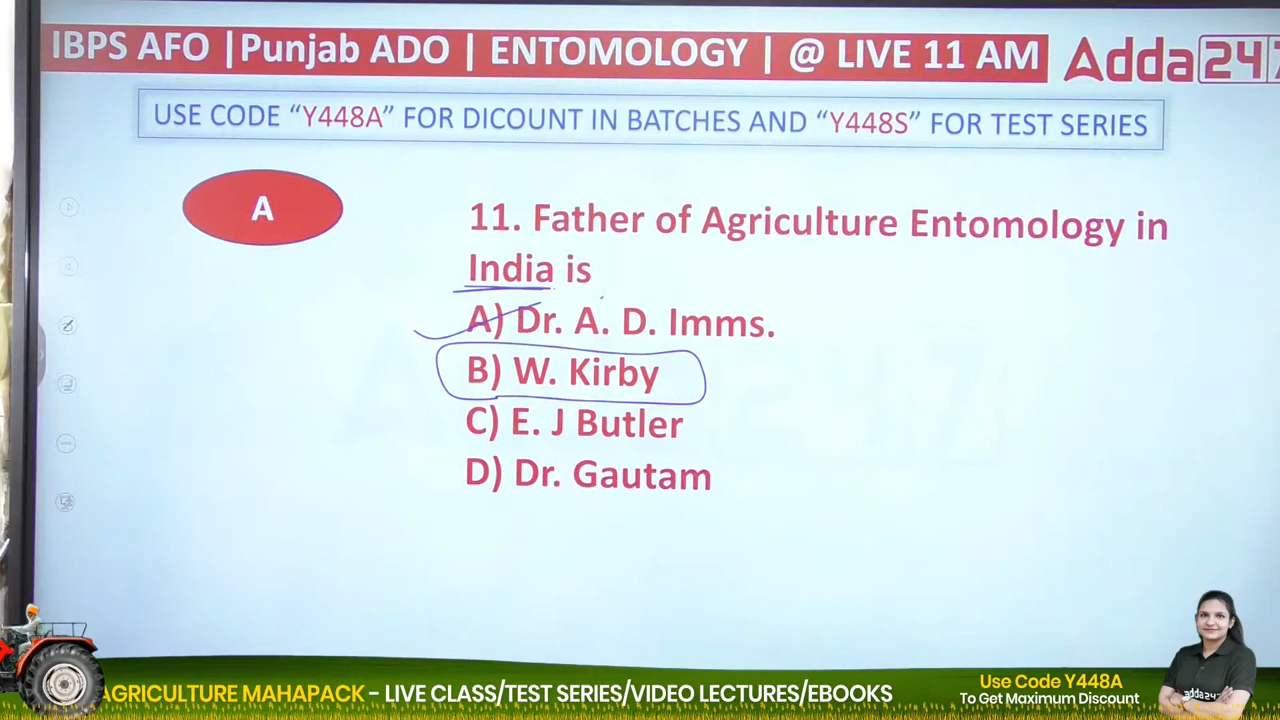 IBPS AFO |Punjab ADO | ENTOMOLOGY | @ LIVE 11 AM
Adda247
USE CODE “Y448A” FOR DICOUNT IN BATCHES AND “Y448S” FOR TEST SERIES
A
11. Father of Agriculture Entomology in
India is
A) Dr. A. D. Imms.
B) W. Kirby
C) E. J Butler
D) Dr. Gautam
AGRICULTURE MAHAPACK - LIVE CLASS/TEST SERIES/VIDEO LECTURES/EBOOKS
Use Code Y448A
To Get Maximum Discount
adda247